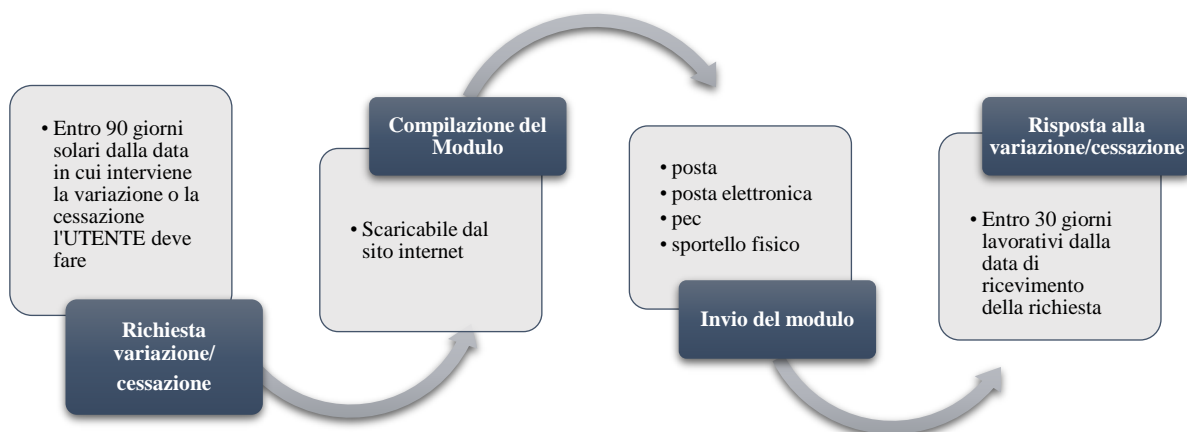 • Entro 90 giorni
solari dalla data
in cui interviene
la variazione o la
cessazione
l'UTENTE deve
fare
Richiesta
variazione/
cessazione
Compilazione del
Modulo
• Scaricabile dal
sito internet
• posta
• posta elettronica
• pec
• sportello fisico
Invio del modulo
Risposta alla
variazione/cessazione
• Entro 30 giorni
lavorativi dalla
data di
ricevimento
della richiesta